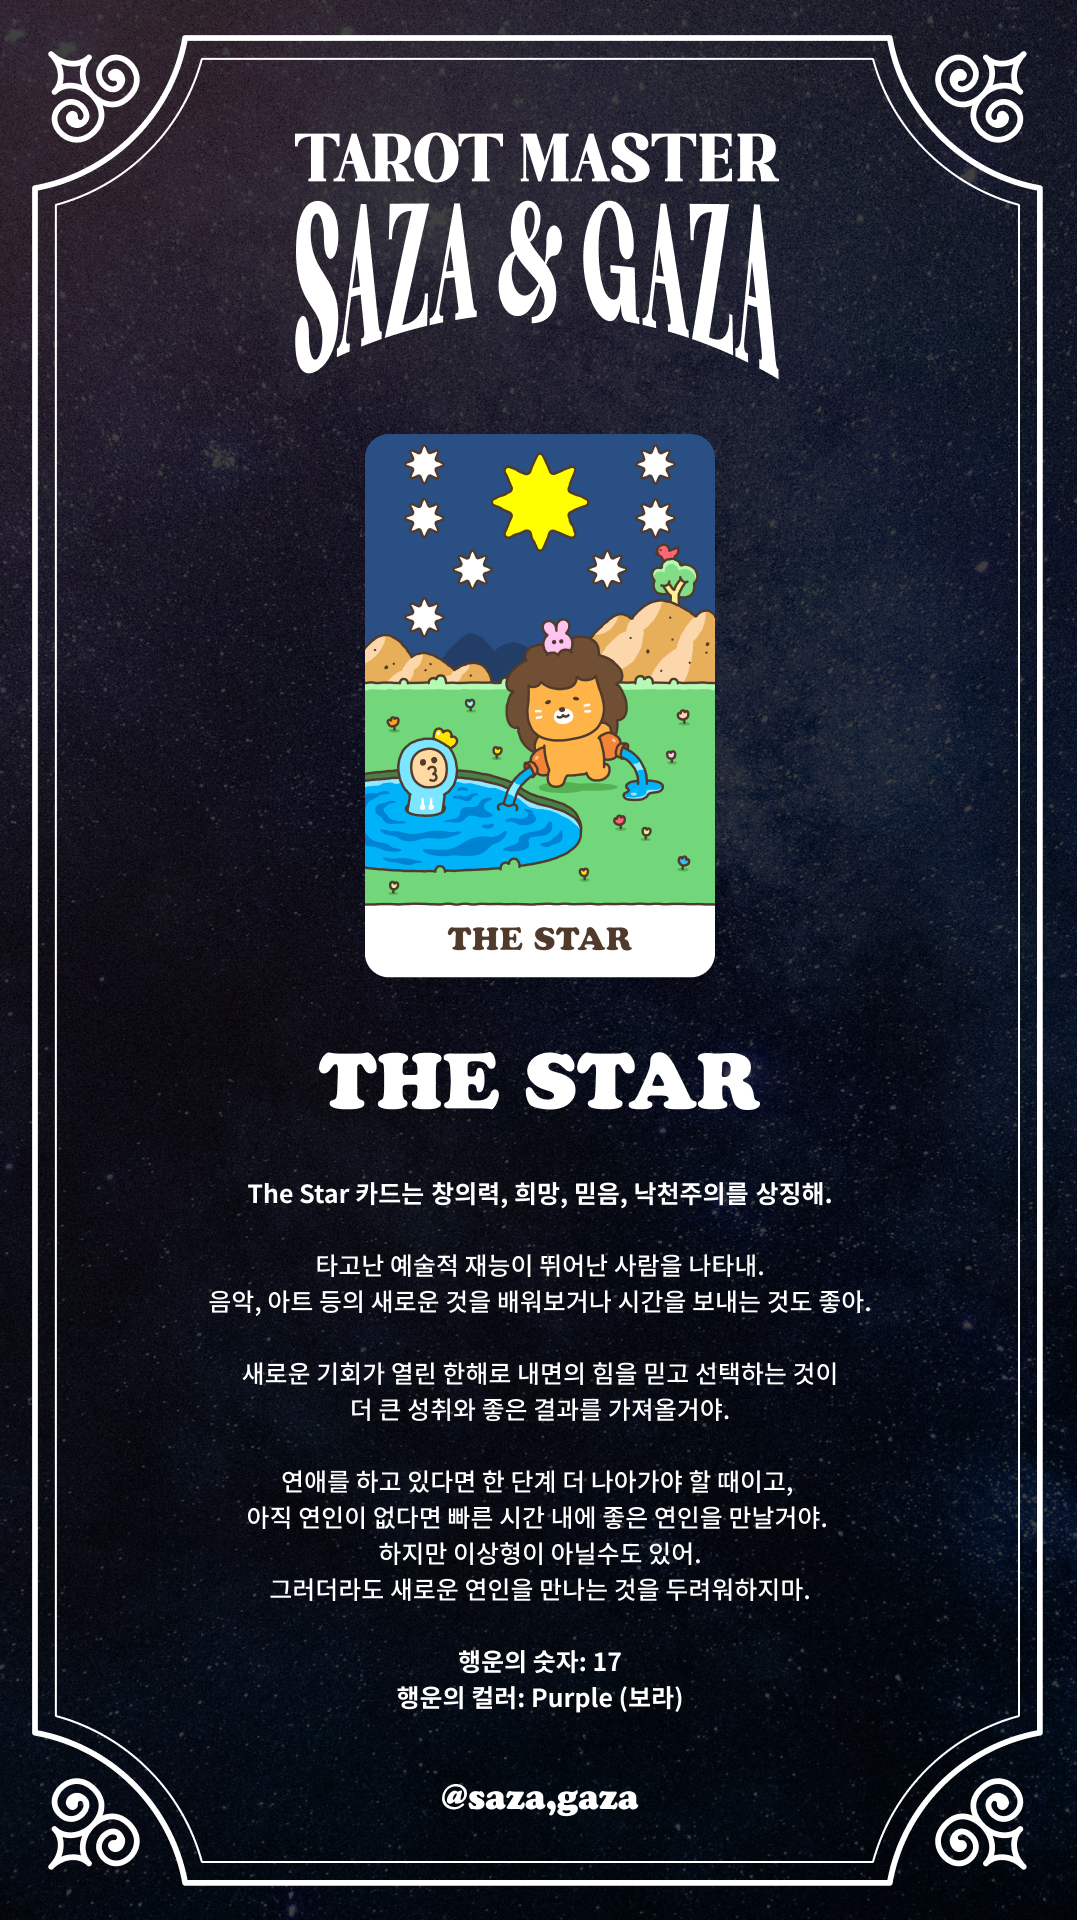 TAROT MASTER
SAZA & GAZA
THE STAR
THE STAR
The Star 카드는 창의력, 희망, 믿음, 낙천주의를 상징해.
타고난 예술적 재능이 뛰어난 사람을 나타내.
음악, 아트 등의 새로운 것을 배워보거나 시간을 보내는 것도 좋아.
새로운 기회가 열린 한해로 내면의 힘을 믿고 선택하는 것이
더 큰 성취와 좋은 결과를 가져올거야.
연애를 하고 있다면 한 단계 더 나아가야 할 때이고,
아직 연인이 없다면 빠른 시간 내에 좋은 연인을 만날거야.
하지만 이상형이 아닐수도 있어.
그러더라도 새로운 연인을 만나는 것을 두려워하지마.
행운의 숫자: 17
행운의 컬러: Purple (보라)
@saza,gaza